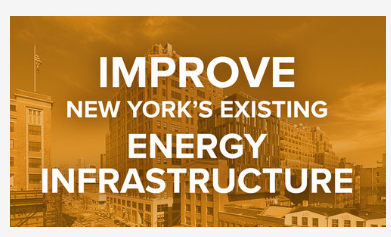 IMPROVE
NEW YORK'S EXISTING
ENERGY
INFRASTRUCTURE